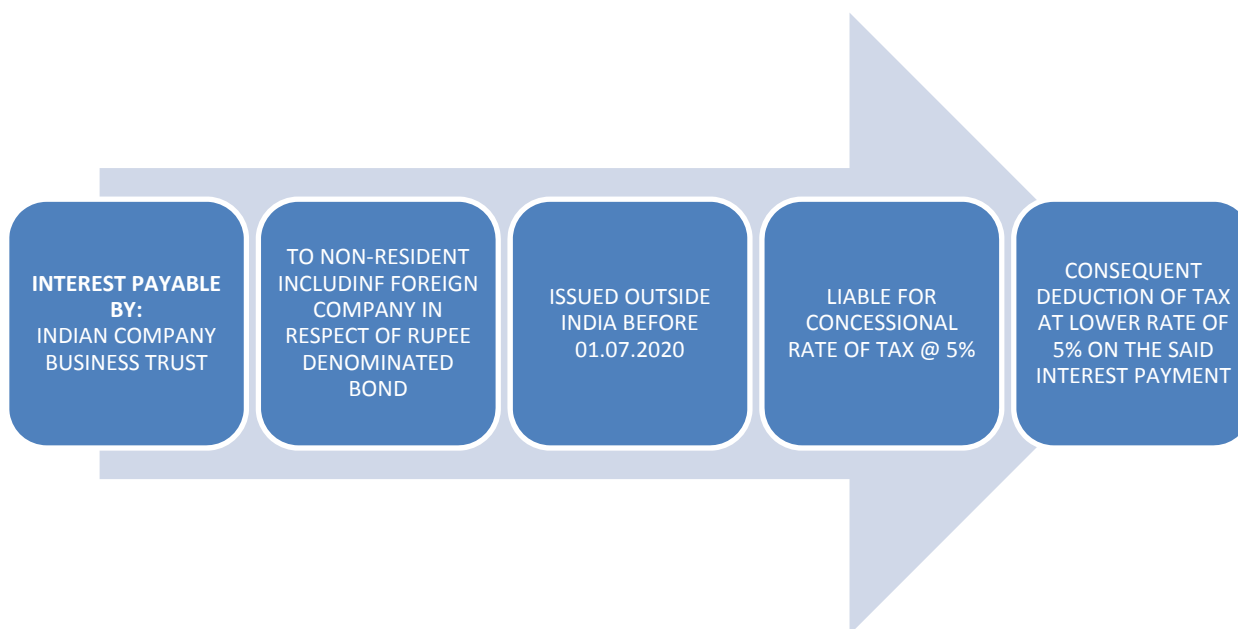 INTEREST PAYABLE
BY:
INDIAN COMPANY
BUSINESS TRUST
TO NON-RESIDENT
INCLUDINF FOREIGN
COMPANY IN
RESPECT OF RUPEE
DENOMINATED
BOND
ISSUED OUTSIDE
INDIA BEFORE
01.07.2020
LIABLE FOR
CONCESSIONAL
RATE OF TAX @ 5%
CONSEQUENT
DEDUCTION OF TAX
AT LOWER RATE OF
5% ON THE SAID
INTEREST PAYMENT